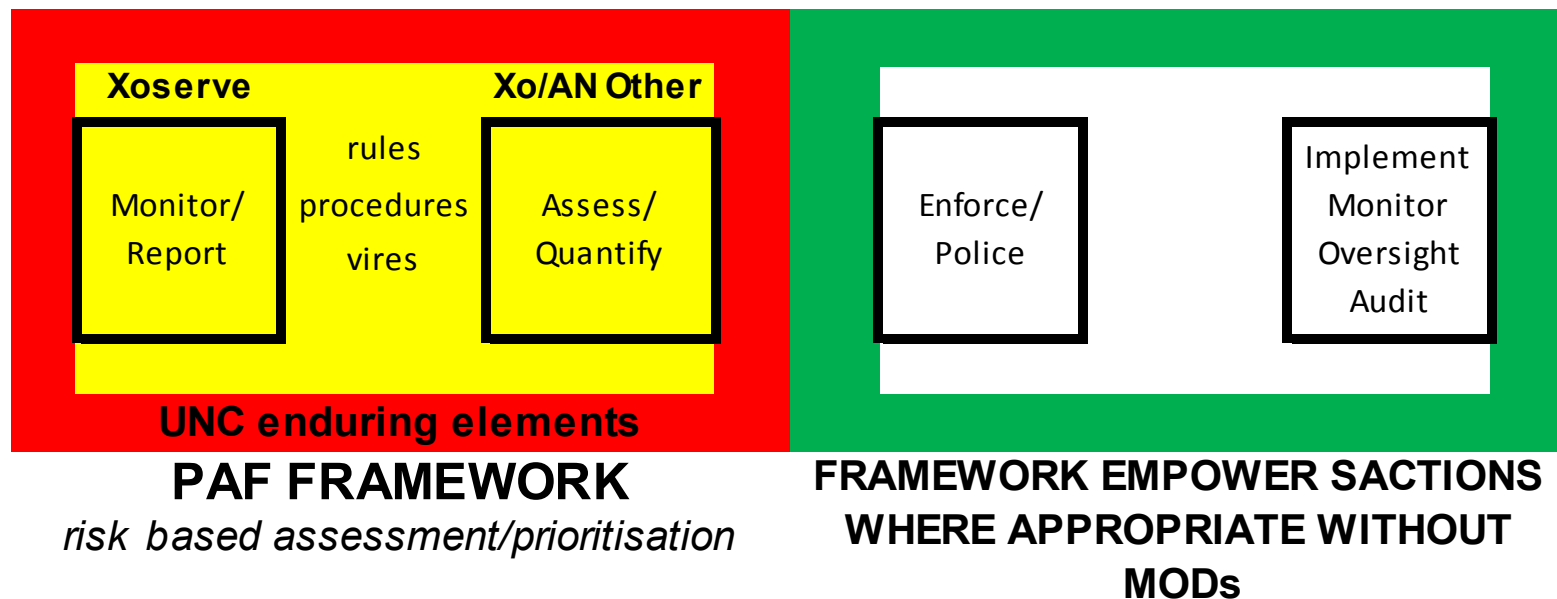 Xoserve
Xo/AN Other
Monitor/
Report
rules
procedures
vires
Assess/
Quantify
UNC enduring elements
PAF FRAMEWORK
risk based assessment/prioritisation
Enforce/
Police
Implement
Monitor
Oversight
Audit
FRAMEWORK EMPOWER SACTIONS
WHERE APPROPRIATE WITHOUT
MODs